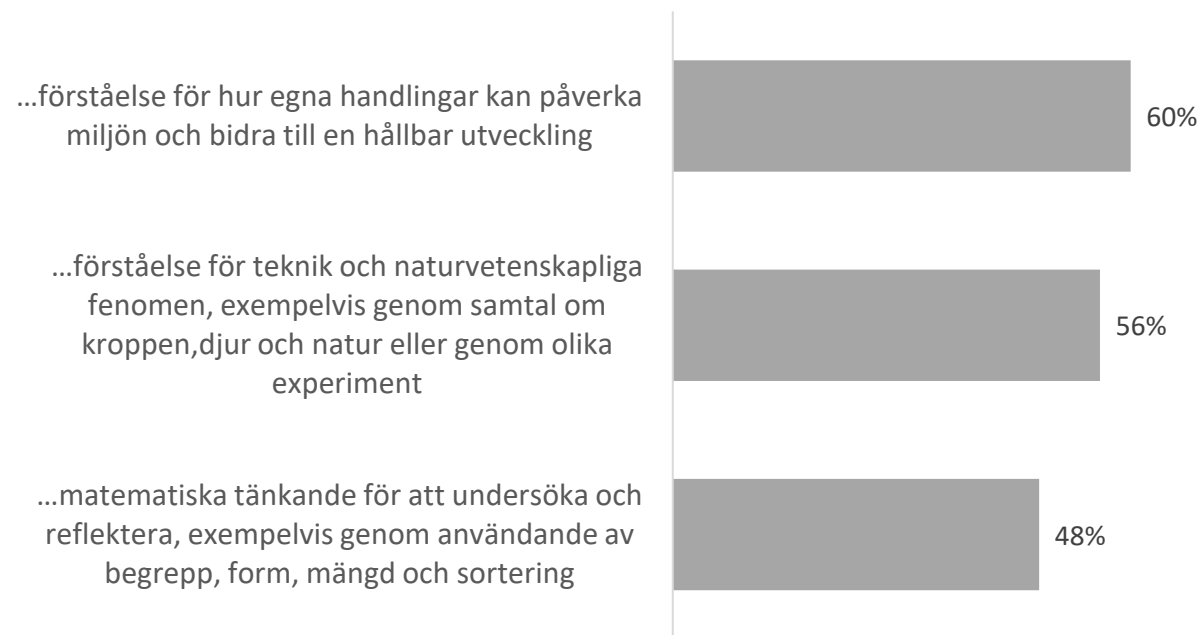 ...förståelse för hur egna handlingar kan påverka
miljön och bidra till en hållbar utveckling
60%
...förståelse för teknik och naturvetenskapliga
fenomen, exempelvis genom samtal om
kroppen,djur och natur eller genom olika
experiment
56%
...matematiska tänkande för att undersöka och
reflektera, exempelvis genom användande av
begrepp, form, mängd och sortering
48%